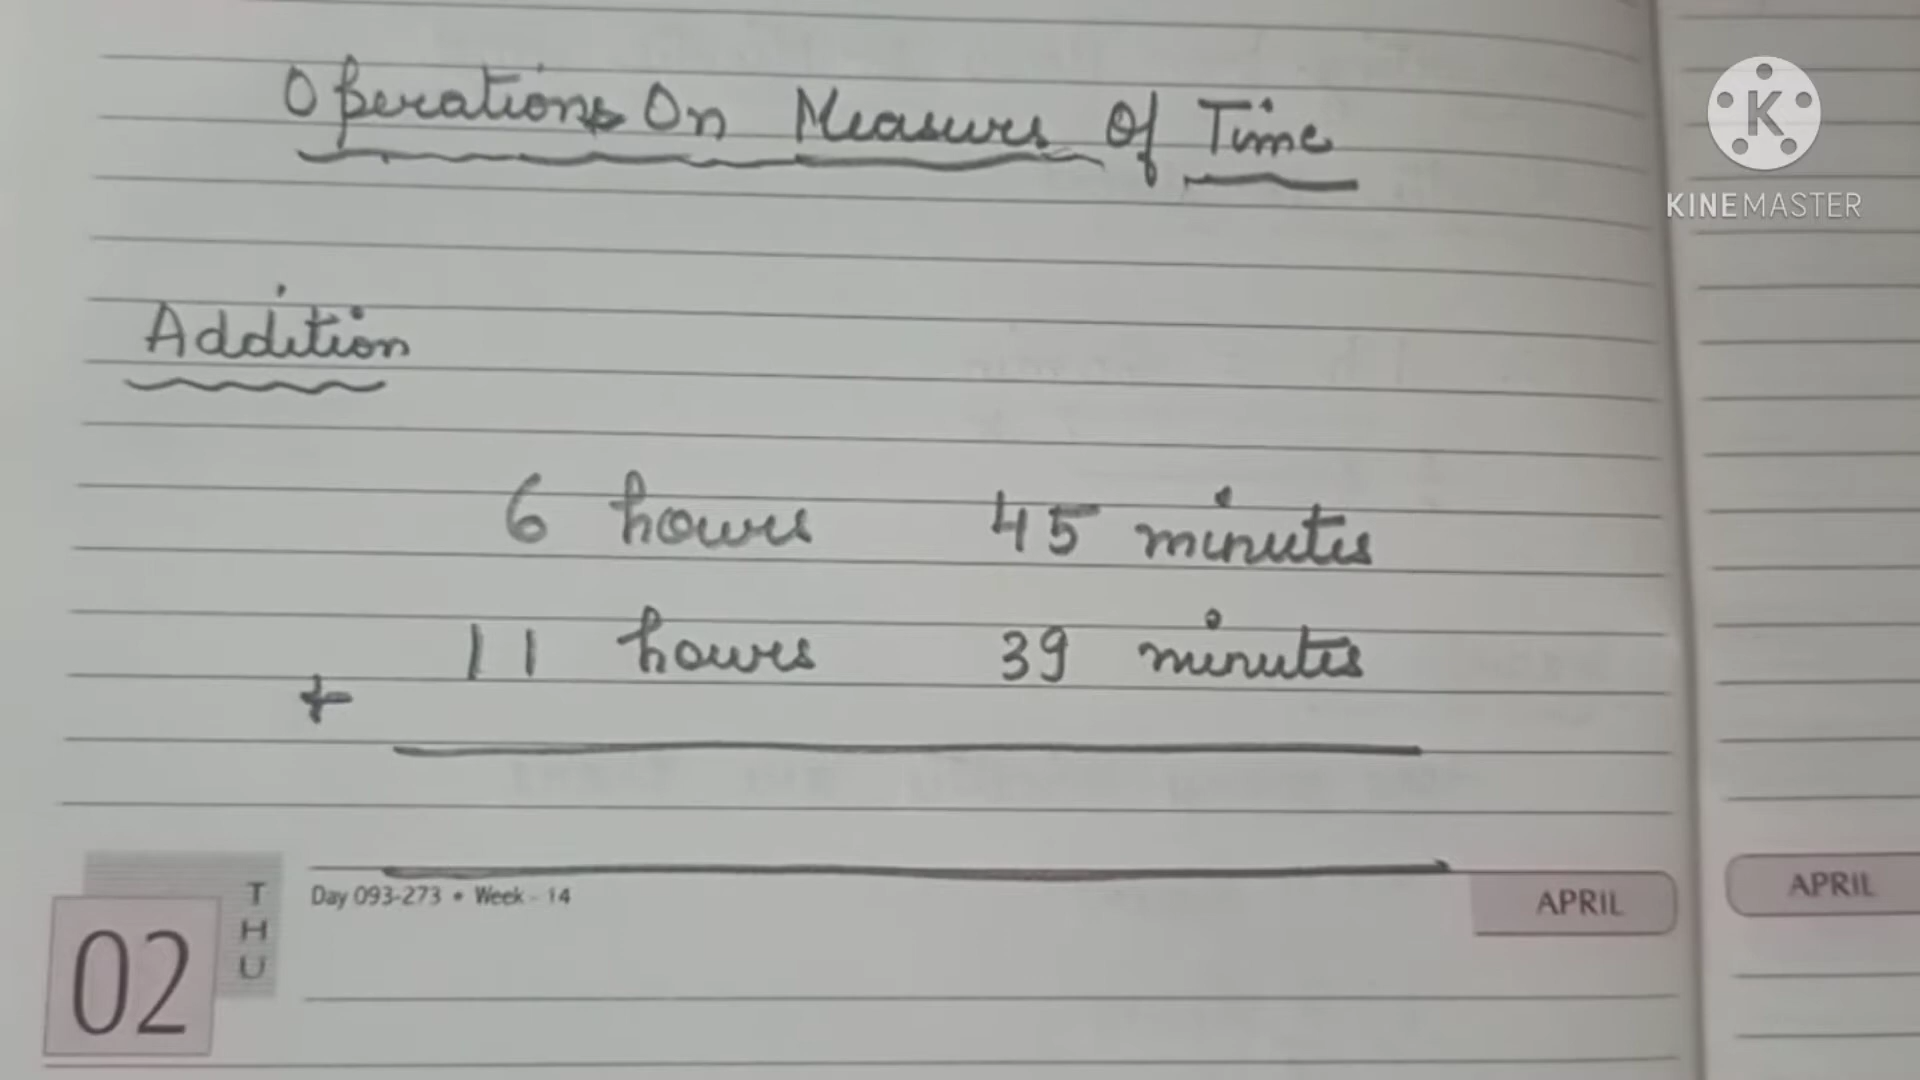 Operations On Measures Of Time
K
KINEMASTER
Addition
6 hours 45 minutes
11 hours 39 minutes
+
02
THU
Day 093-273 • Week - 14
APRIL
APRIL